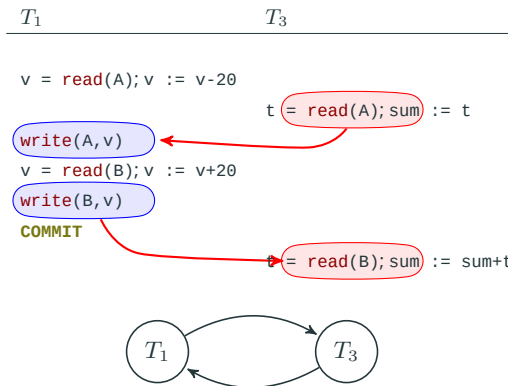 T1 T3
v = read(A);v := v-20
t = read(A);sum := t
write(A,v)
v = read(B);v := v+20
write(B,v)
COMMIT
t = read(B);sum := sum+t
T1 T3